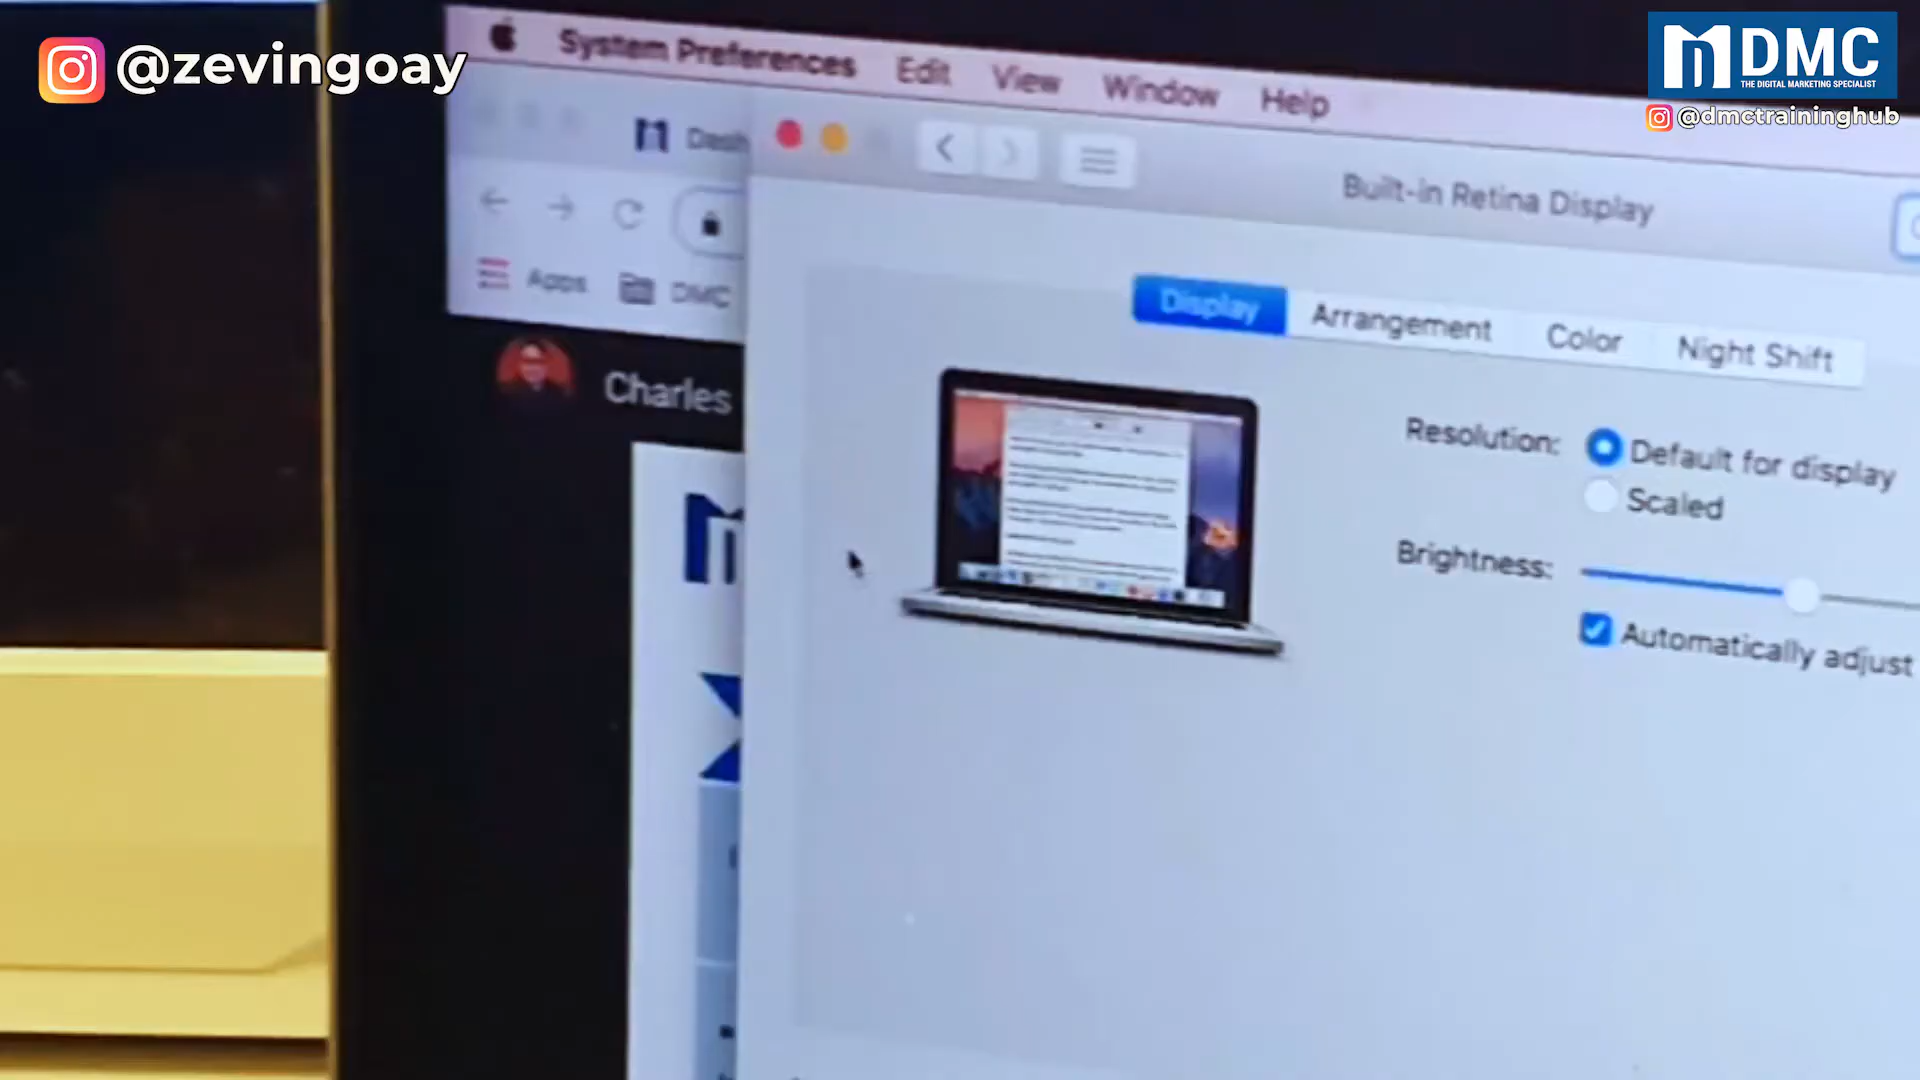 @zevingoay
DMC
THE DIGITAL MARKETING SPECIALIST
@dmctraininghub
System Preferences Edit View Window Help
Dash
Built-in Retina Display
Apps DMC
Display Arrangement Color Night Shift
Charles
Resolution: Default for display
Scaled
Brightness:
Automatically adjust